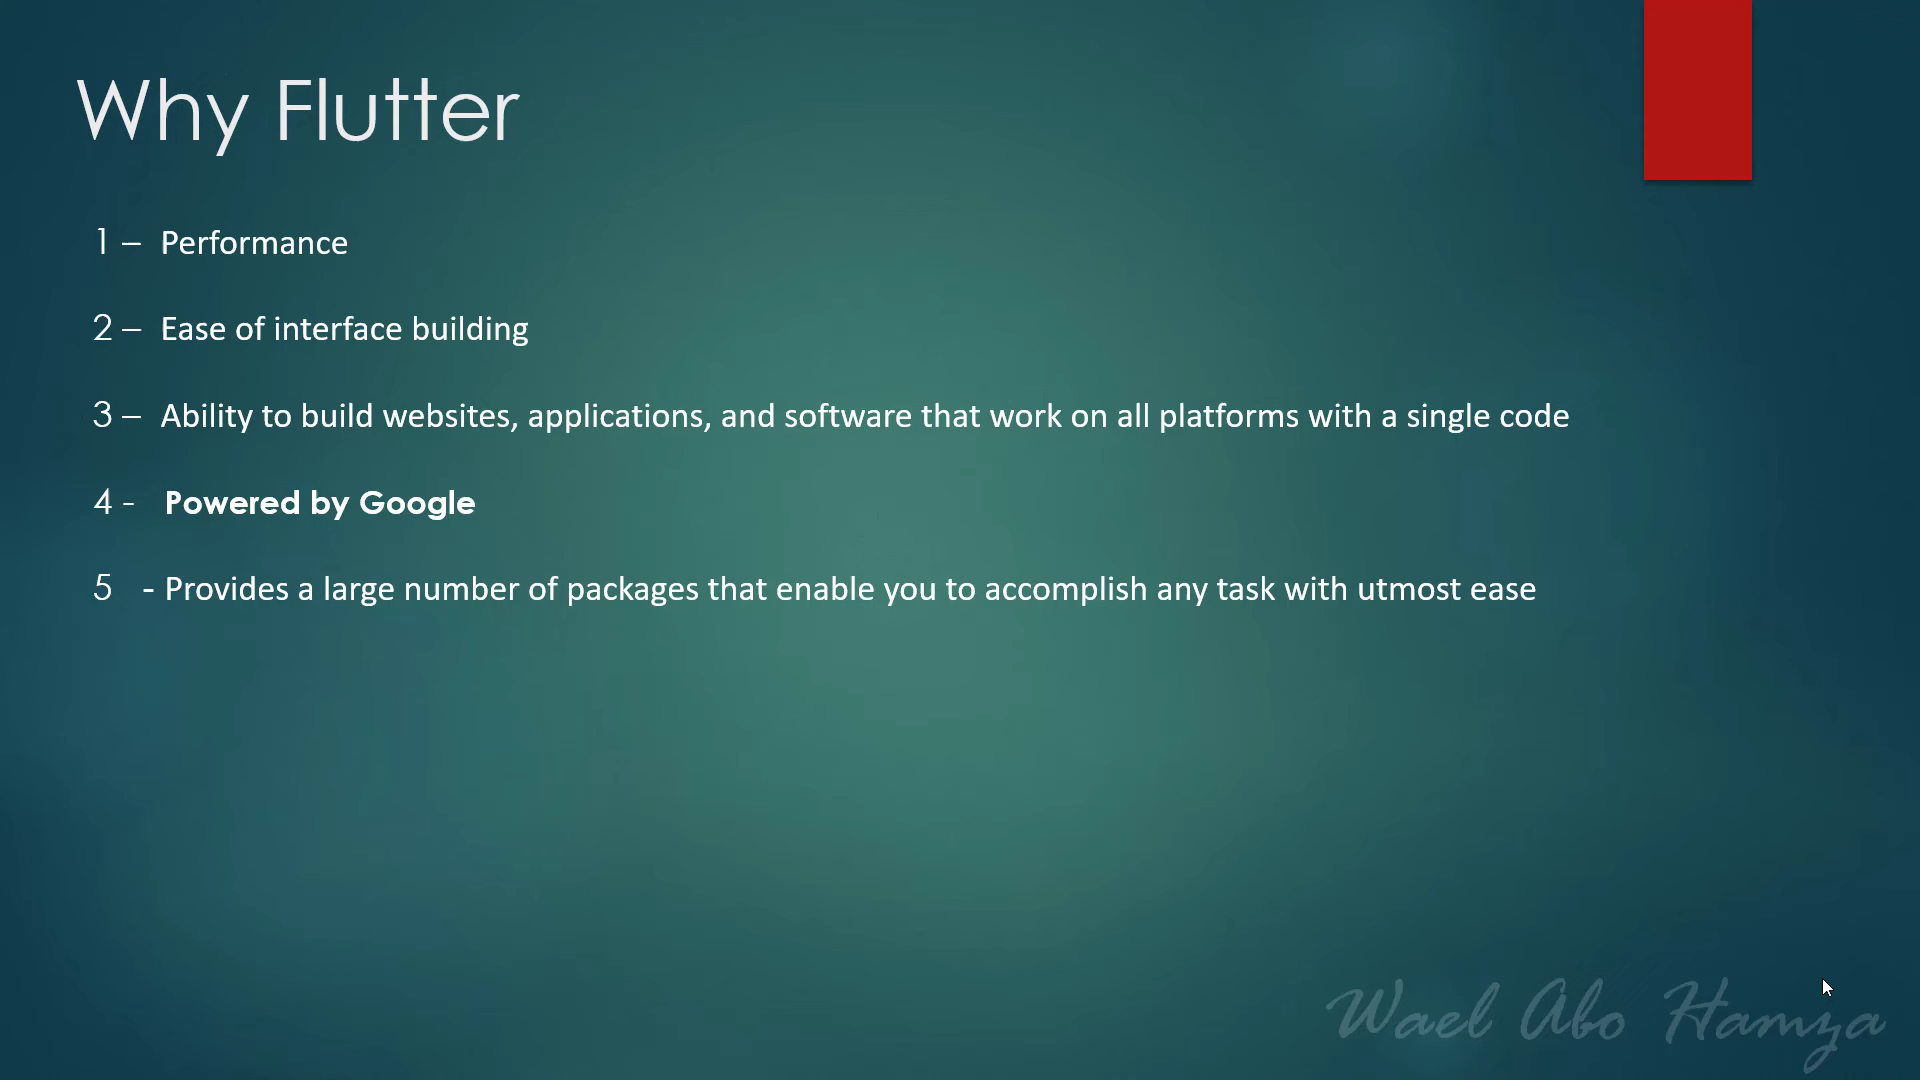 Why Flutter
1 – Performance
2 – Ease of interface building
3 – Ability to build websites, applications, and software that work on all platforms with a single code
4 - Powered by Google
5 - Provides a large number of packages that enable you to accomplish any task with utmost ease
Wael Abo Hamza